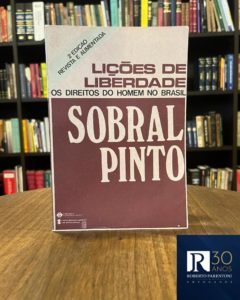 2ª EDIÇÃO
REVISTA E AUMENTADA
LIÇÕES DE
LIBERDADE
OS DIREITOS DO HOMEM NO BRASIL
SOBRAL
PINTO
R 30
ANOS
ROBERTO PARENTONI
ADVOGADOS